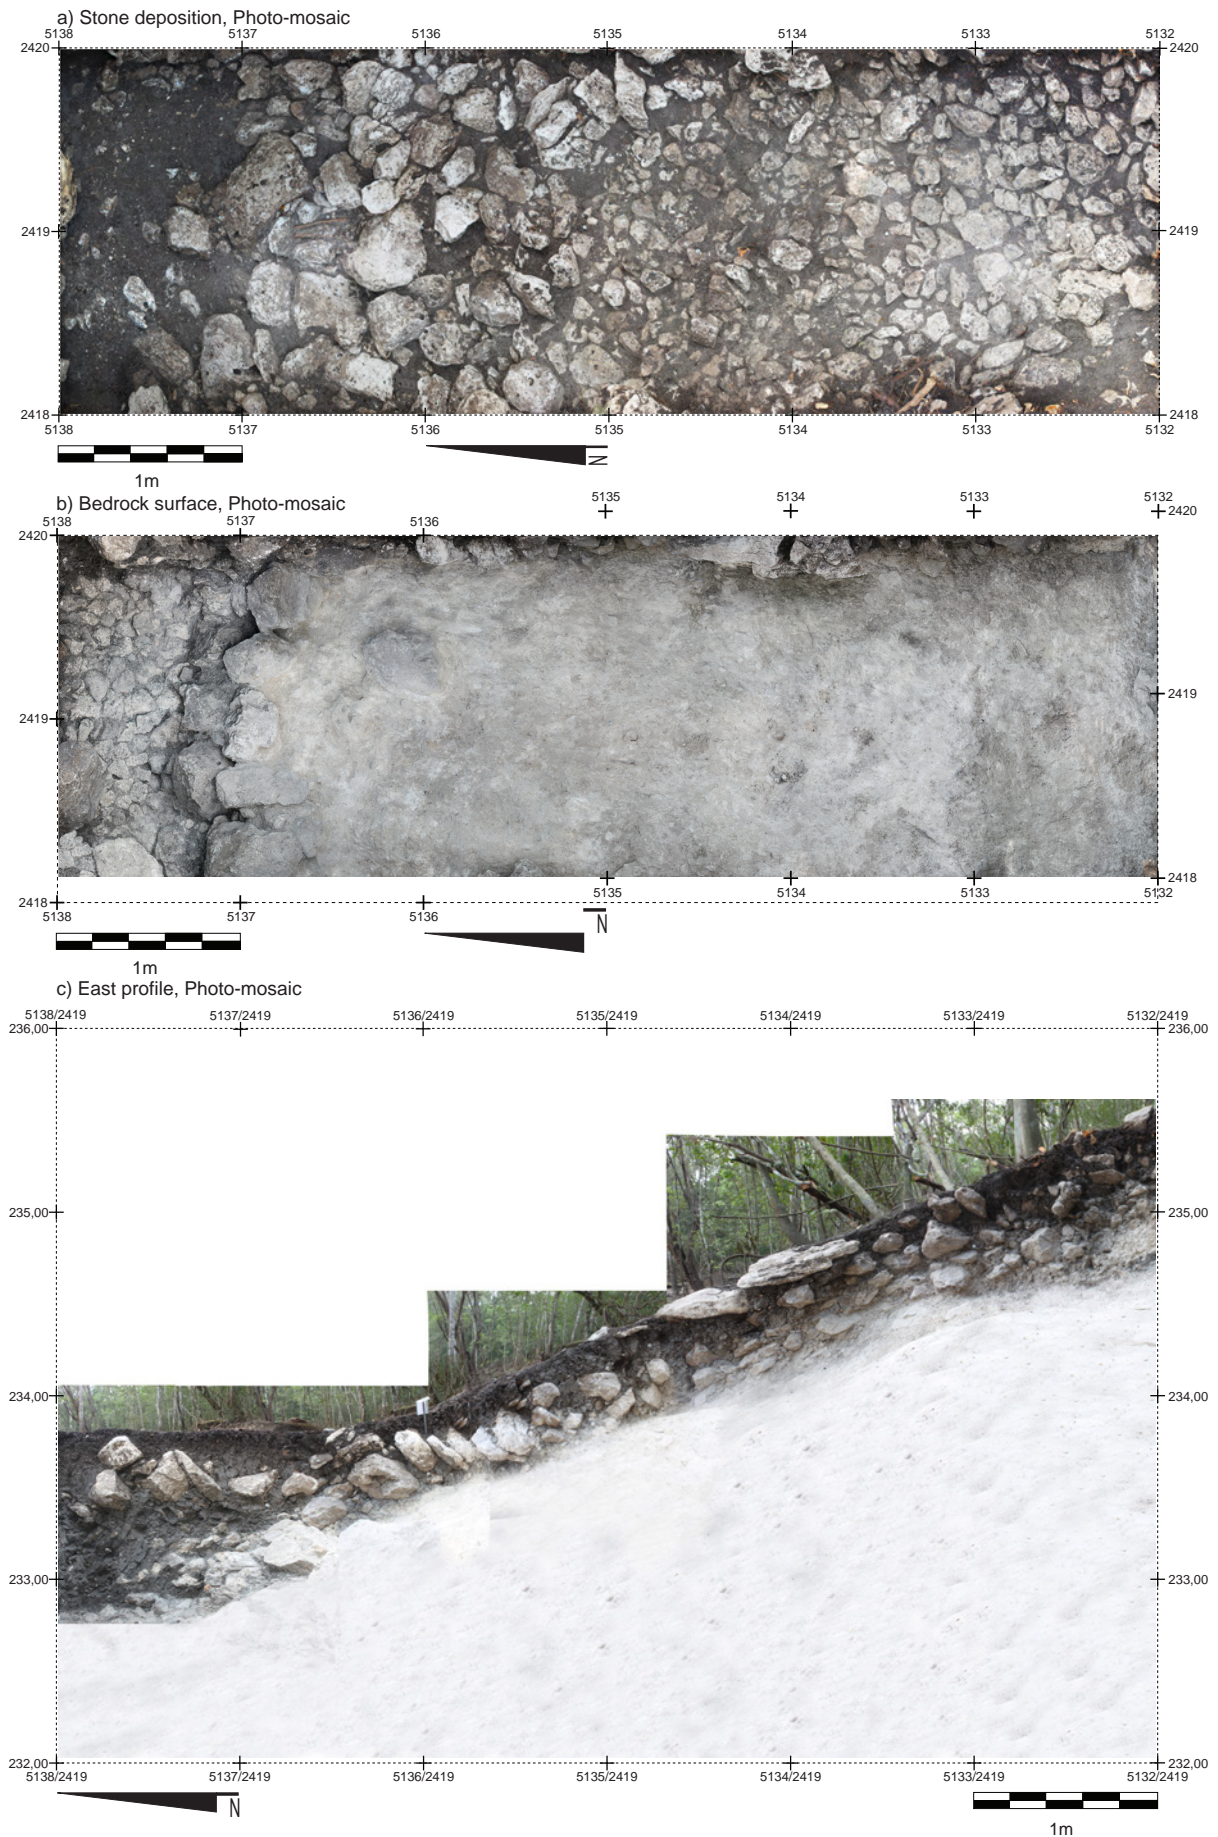 a) Stone deposition, Photo-mosaic
5138 5137 5136 5135 5134 5133 5132
2420 2420
2419 2419
2418 2418
5138 5137 5136 5135 5134 5133 5132
N
1m
b) Bedrock surface, Photo-mosaic
5135 5134 5133 5132
2420
5138 5137 5136
2420
2419
2419
2418
5135 5134 5133 5132
2418
5138 5137 5136
N
1m
c) East profile, Photo-mosaic
5138/2419 5137/2419 5136/2419 5135/2419 5134/2419 5133/2419 5132/2419
236,00 236,00
235,00 235,00
234,00 234,00
233,00 233,00
232,00 232,00
5138/2419 5137/2419 5136/2419 5135/2419 5134/2419 5133/2419 5132/2419
N
1m